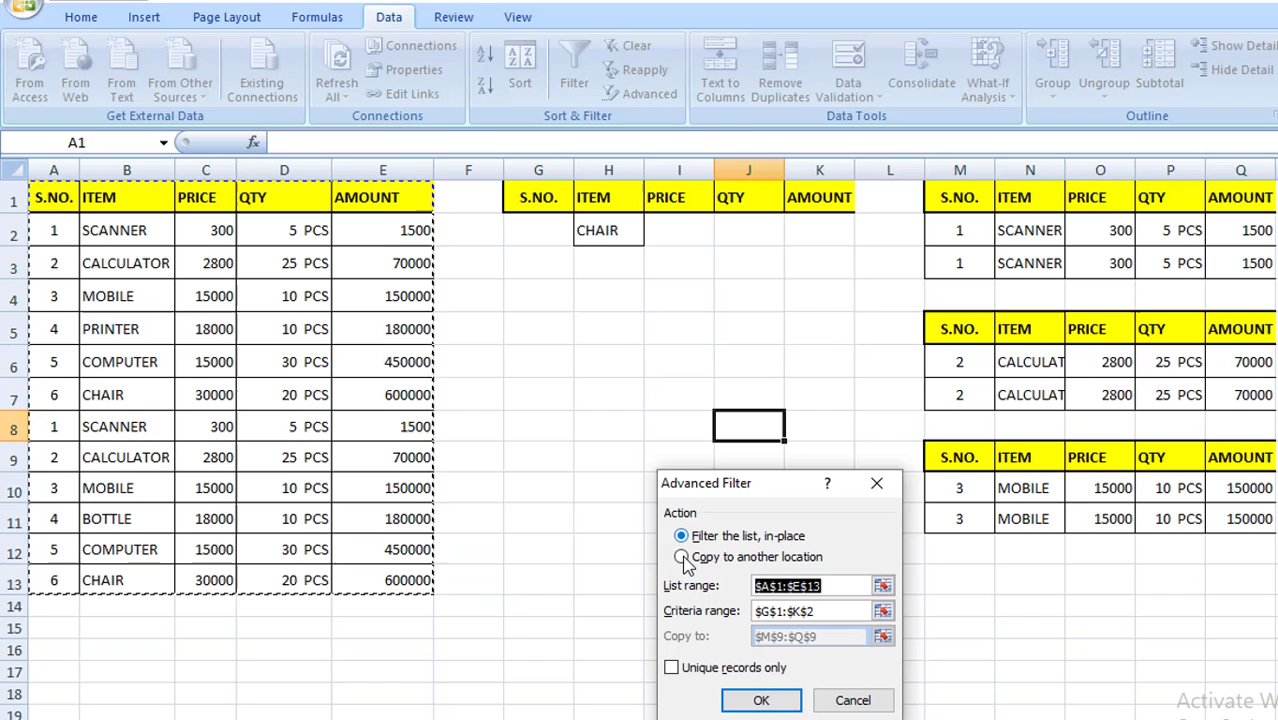 Home Insert Page Layout Formulas Data Review View
From Access From Web From Text From Other Sources Existing Connections
Get External Data
Refresh All Connections Properties Edit Links
Connections
Sort Filter Clear Reapply Advanced
Sort & Filter
Text to Columns Remove Duplicates Data Validation Consolidate What-If Analysis
Data Tools
Group Ungroup Subtotal Show Detail Hide Detail
Outline
A1 fx
A B C D E F G H I J K L M N O P Q
1 S.NO. ITEM PRICE QTY AMOUNT S.NO. ITEM PRICE QTY AMOUNT S.NO. ITEM PRICE QTY AMOUNT
2 1 SCANNER 300 5 PCS 1500 CHAIR 1 SCANNER 300 5 PCS 1500
3 2 CALCULATOR 2800 25 PCS 70000 1 SCANNER 300 5 PCS 1500
4 3 MOBILE 15000 10 PCS 150000
5 4 PRINTER 18000 10 PCS 180000 S.NO. ITEM PRICE QTY AMOUNT
6 5 COMPUTER 15000 30 PCS 450000 2 CALCULAT 2800 25 PCS 70000
7 6 CHAIR 30000 20 PCS 600000 2 CALCULAT 2800 25 PCS 70000
8 1 SCANNER 300 5 PCS 1500
9 2 CALCULATOR 2800 25 PCS 70000 S.NO. ITEM PRICE QTY AMOUNT
10 3 MOBILE 15000 10 PCS 150000 3 MOBILE 15000 10 PCS 150000
11 4 BOTTLE 18000 10 PCS 180000 3 MOBILE 15000 10 PCS 150000
12 5 COMPUTER 15000 30 PCS 450000
13 6 CHAIR 30000 20 PCS 600000
14
15
16
17
18
Advanced Filter ?
Action
Filter the list, in-place
Copy to another location
List range: $A$1:$E$13
Criteria range: $G$1:$K$2
Copy to: $M$9:$Q$9
Unique records only
OK Cancel
Activate W